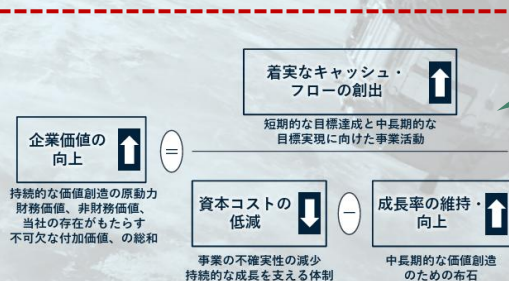 着実なキャッシュ・
フローの創出
短期的な目標達成と中長期的な
目標実現に向けた事業活動
企業価値の
向上
=
持続的な価値創造の原動力
財務価値、非財務価値、
当社の存在がもたらす
不可欠な付加価値、の総和
資本コストの
低減
−
成長率の維持・
向上
事業の不確実性の減少
持続的な成長を支える体制
中長期的な価値創造
のための布石